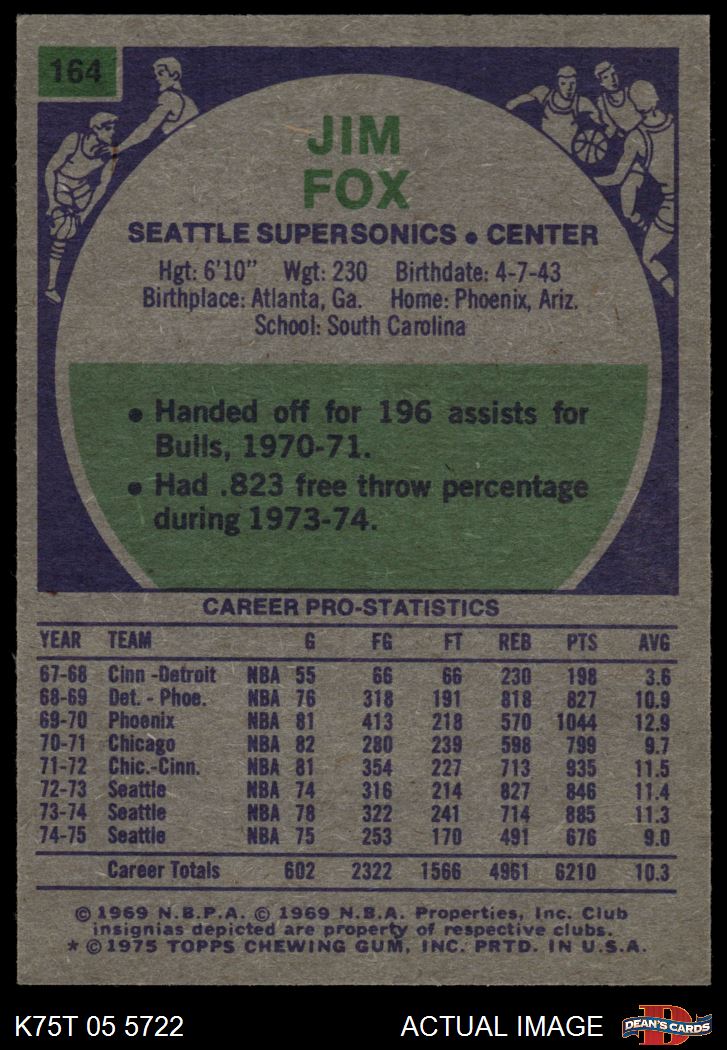 164
JIM
FOX
SEATTLE SUPERSONICS • CENTER
Hgt: 6'10" Wgt: 230 Birthdate: 4-7-43
Birthplace: Atlanta, Ga. Home: Phoenix, Ariz.
School: South Carolina
• Handed off for 196 assists for
Bulls, 1970-71.
• Had .823 free throw percentage
during 1973-74.
CAREER PRO-STATISTICS
YEAR TEAM G FG FT REB PTS AVG
67-68 Cinn -Detroit NBA 55 66 66 230 198 3.6
68-69 Det. - Phoe. NBA 76 318 191 818 827 10.9
69-70 Phoenix NBA 81 413 218 570 1044 12.9
70-71 Chicago NBA 82 280 239 598 799 9.7
71-72 Chic.-Cinn. NBA 81 354 227 713 935 11.5
72-73 Seattle NBA 74 316 214 827 846 11.4
73-74 Seattle NBA 78 322 241 714 885 11.3
74-75 Seattle NBA 75 253 170 491 676 9.0
Career Totals 602 2322 1566 4961 6210 10.3
© 1969 N.B.P.A. © 1969 N.B.A. Properties, Inc. Club
insignias depicted are property of respective clubs.
* © 1975 TOPPS CHEWING GUM, INC. PRTD. IN U.S.A.
K75T 05 5722 ACTUAL IMAGE
D
DEAN'S CARDS